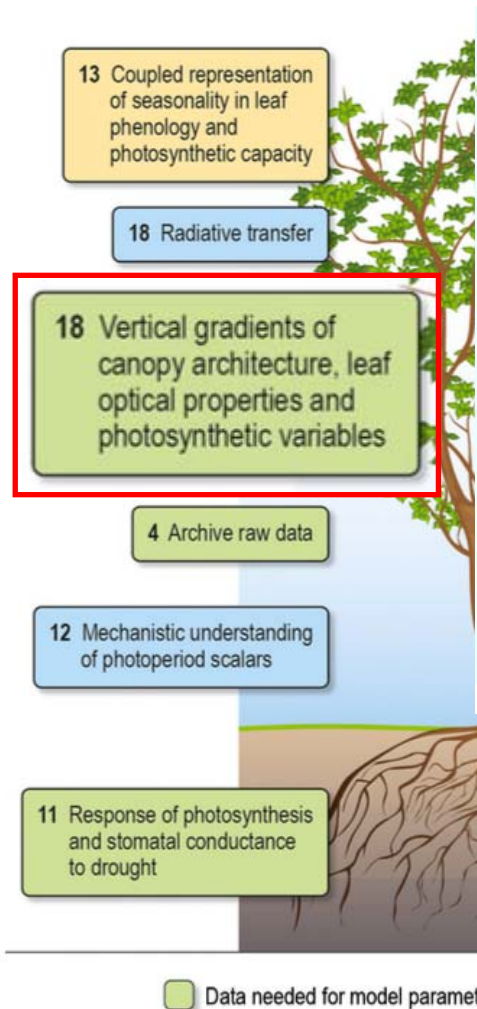 13 Coupled representation
of seasonality in leaf
phenology and
photosynthetic capacity
18 Radiative transfer
18 Vertical gradients of
canopy architecture, leaf
optical properties and
photosynthetic variables
4 Archive raw data
12 Mechanistic understanding
of photoperiod scalars
11 Response of photosynthesis
and stomatal conductance
to drought
Data needed for model paramet